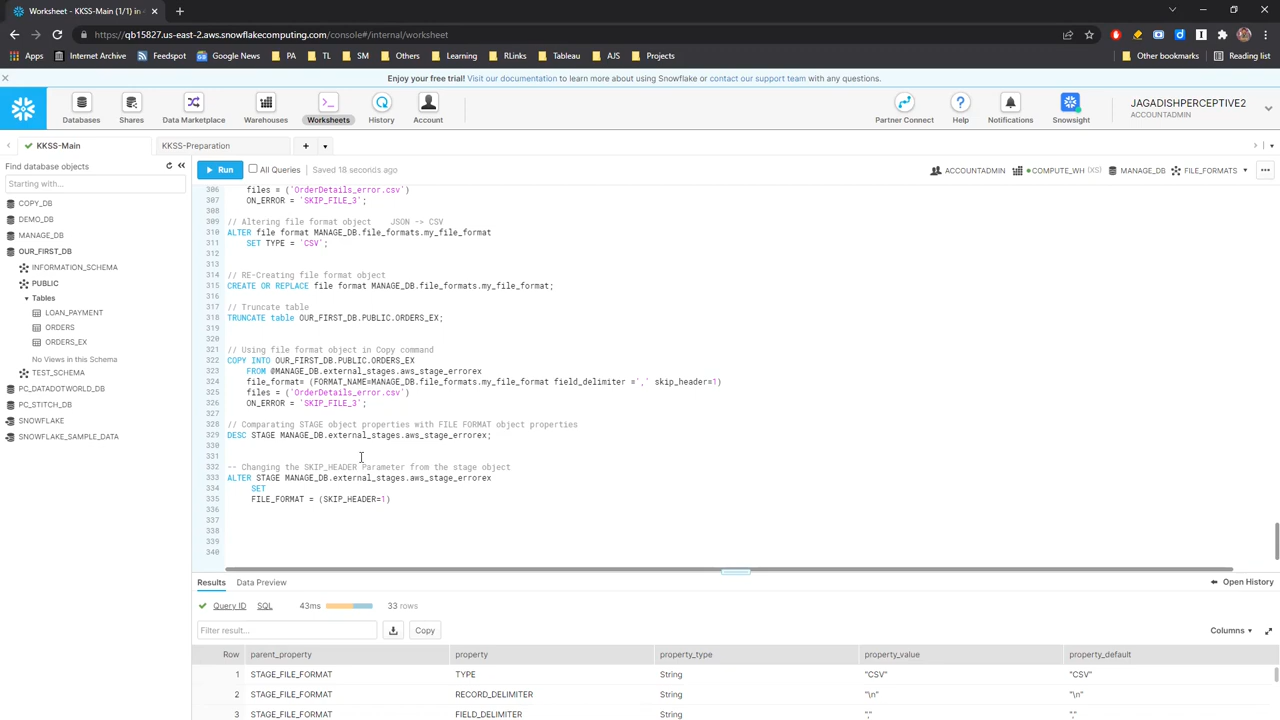 Worksheet - KKSS-Main (1/1) in
qb15827.us-east-2.aws.snowflakecomputing.com/console#/internal/worksheet
Apps Internet Archive Feedspot Google News PA TL SM Others Learning RLinks Tableau AJS Projects Other bookmarks Reading list
Enjoy your free trial! Visit our documentation to learn more about using Snowflake or contact our support team with any questions.
Databases Shares Data Marketplace Warehouses Worksheets History Account Partner Connect Help Notifications Snowsight
JAGADISHPERCEPTIVE2
ACCOUNTADMIN
KKSS-Main KKSS-Preparation
Find database objects
Starting with...
COPY_DB
DEMO_DB
MANAGE_DB
OUR_FIRST_DB
INFORMATION_SCHEMA
PUBLIC
Tables
LOAN_PAYMENT
ORDERS
ORDERS_EX
No Views in this Schema
TEST_SCHEMA
PC_DATADOTWORLD_DB
PC_STITCH_DB
SNOWFLAKE
SNOWFLAKE_SAMPLE_DATA
Run All Queries Saved 18 seconds ago ACCOUNTADMIN COMPUTE_WH (XS) MANAGE_DB FILE_FORMATS
306 files = ('OrderDetails_error.csv')
307 ON_ERROR = 'SKIP_FILE_3';
308
309 // Altering file format object JSON -> CSV
310 ALTER file format MANAGE_DB.file_formats.my_file_format
311 SET TYPE = 'CSV';
312
313
314 // RE-Creating file format object
315 CREATE OR REPLACE file format MANAGE_DB.file_formats.my_file_format;
316
317 // Truncate table
318 TRUNCATE table OUR_FIRST_DB.PUBLIC.ORDERS_EX;
319
320
321 // Using file format object in Copy command
322 COPY INTO OUR_FIRST_DB.PUBLIC.ORDERS_EX
323 FROM @MANAGE_DB.external_stages.aws_stage_errorex
324 file_format= (FORMAT_NAME=MANAGE_DB.file_formats.my_file_format field_delimiter =',' skip_header=1)
325 files = ('OrderDetails_error.csv')
326 ON_ERROR = 'SKIP_FILE_3';
327
328 // Comparing STAGE object properties with FILE FORMAT object properties
329 DESC STAGE MANAGE_DB.external_stages.aws_stage_errorex;
330
331
332 -- Changing the SKIP_HEADER Parameter from the stage object
333 ALTER STAGE MANAGE_DB.external_stages.aws_stage_errorex
334 SET
335 FILE_FORMAT = (SKIP_HEADER=1)
336
337
338
339
340
Results Data Preview Open History
Query ID SQL 43ms 33 rows
Filter result... Copy Columns
Row parent_property property property_type property_value property_default
1 STAGE_FILE_FORMAT TYPE String "CSV" "CSV"
2 STAGE_FILE_FORMAT RECORD_DELIMITER String "\n" "\n"
3 STAGE_FILE_FORMAT FIELD_DELIMITER String "," ","